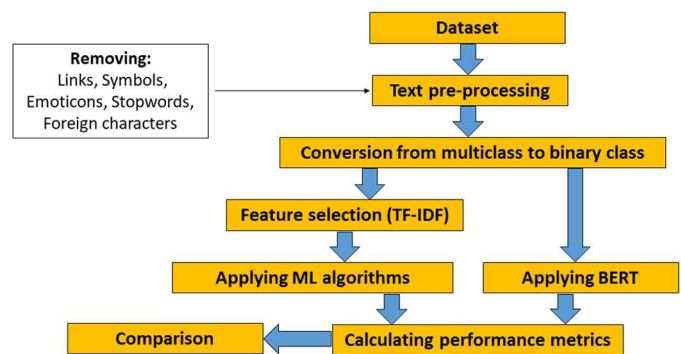 Dataset
Removing:
Links, Symbols,
Emoticons, Stopwords,
Foreign characters
Text pre-processing
Conversion from multiclass to binary class
Feature selection (TF-IDF)
Applying ML algorithms
Applying BERT
Comparison
Calculating performance metrics